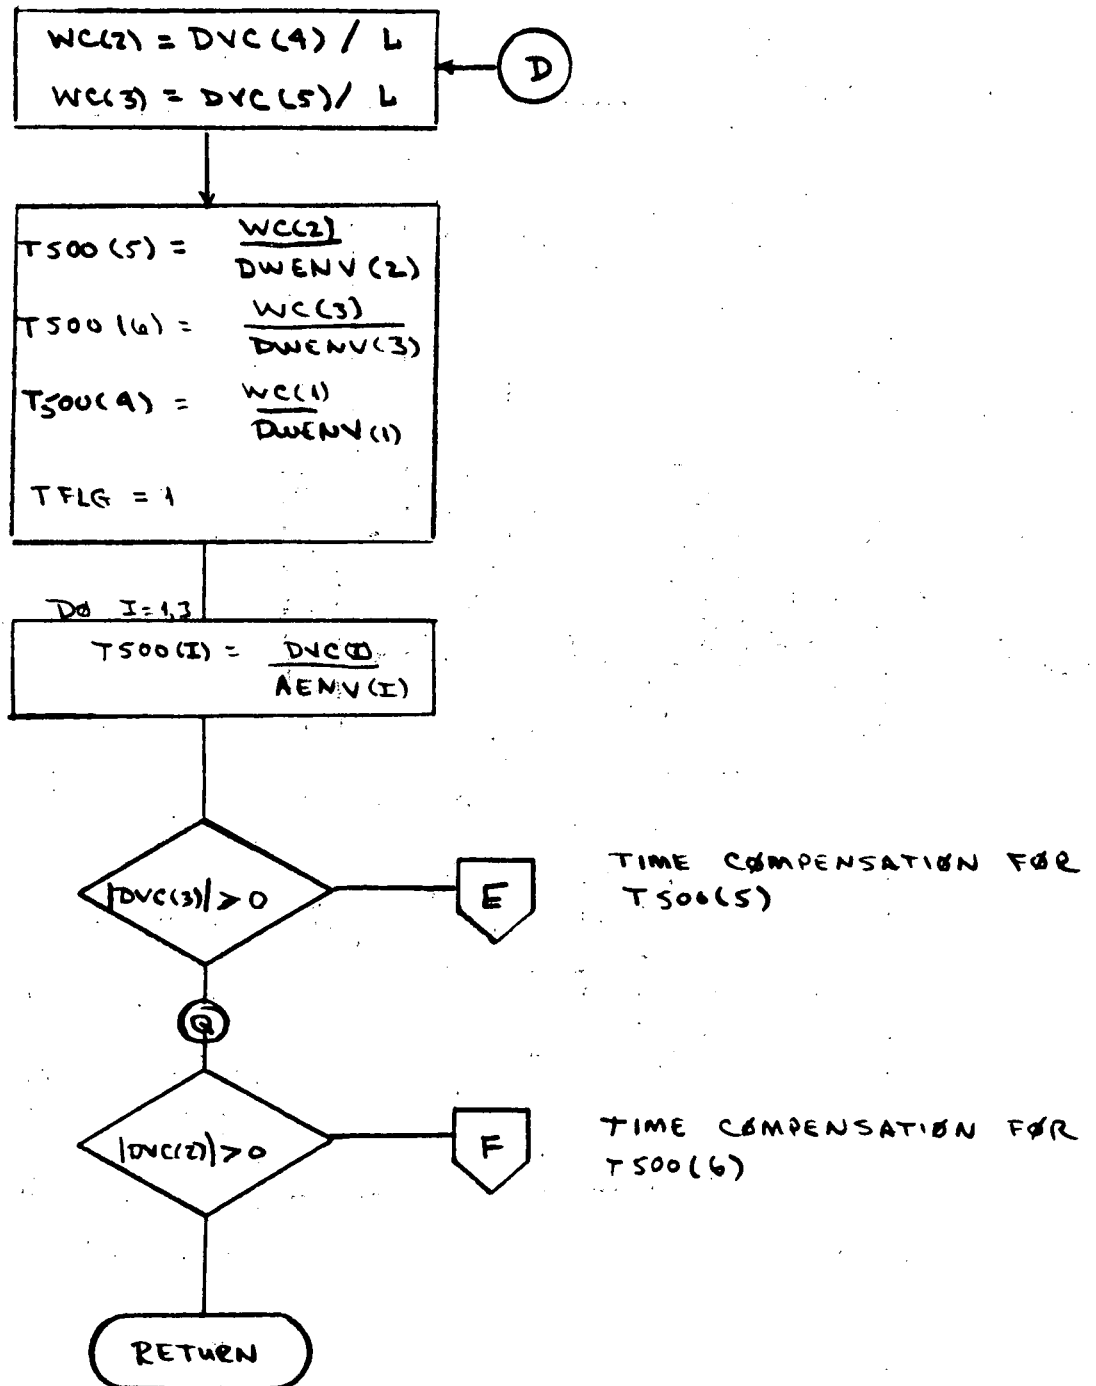 WC(2) = DVC(4) / L
D
WC(3) = DVC(5) / L
T500(5) = WC(2)
DWENV(2)
T500(6) = WC(3)
DWENV(3)
T500(4) = WC(1)
DWENV(1)
TFLG = 1
DØ I=1,3
T500(I) = DVC(I)
AENV(I)
|DVC(3)| > 0
E
TIME CØMPENSATIØN FØR
T500(5)
Q
|DVC(2)| > 0
F
TIME CØMPENSATIØN FØR
T500(6)
RETURN